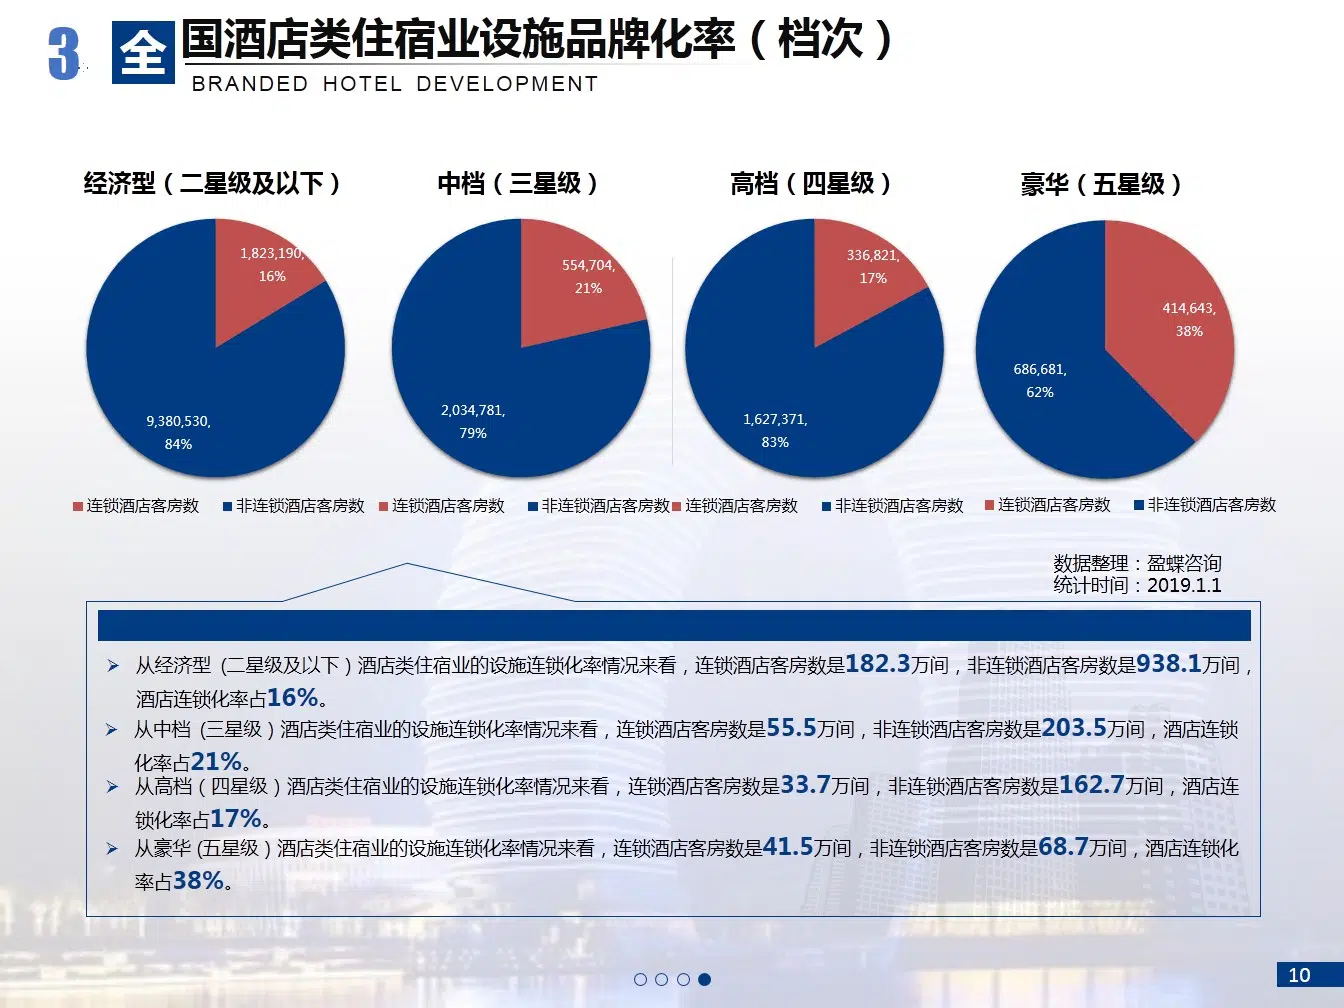 3
全国酒店类住宿业设施品牌化率（档次）
BRANDED HOTEL DEVELOPMENT
经济型（二星级及以下） 中档（三星级） 高档（四星级） 豪华（五星级）
1,823,190,
16%
9,380,530,
84%
554,704,
21%
2,034,781,
79%
336,821,
17%
1,627,371,
83%
414,643,
38%
686,681,
62%
连锁酒店客房数 非连锁酒店客房数 连锁酒店客房数 非连锁酒店客房数 连锁酒店客房数 非连锁酒店客房数 连锁酒店客房数 非连锁酒店客房数
数据整理：盈蝶咨询
统计时间：2019.1.1
从经济型 (二星级及以下）酒店类住宿业的设施连锁化率情况来看，连锁酒店客房数是182.3万间，非连锁酒店客房数是938.1万间，
酒店连锁化率占16%。
从中档 (三星级）酒店类住宿业的设施连锁化率情况来看，连锁酒店客房数是55.5万间，非连锁酒店客房数是203.5万间，酒店连锁
化率占21%。
从高档（四星级）酒店类住宿业的设施连锁化率情况来看，连锁酒店客房数是33.7万间，非连锁酒店客房数是162.7万间，酒店连
锁化率占17%。
从豪华 (五星级）酒店类住宿业的设施连锁化率情况来看，连锁酒店客房数是41.5万间，非连锁酒店客房数是68.7万间，酒店连锁化
率占38%。
10